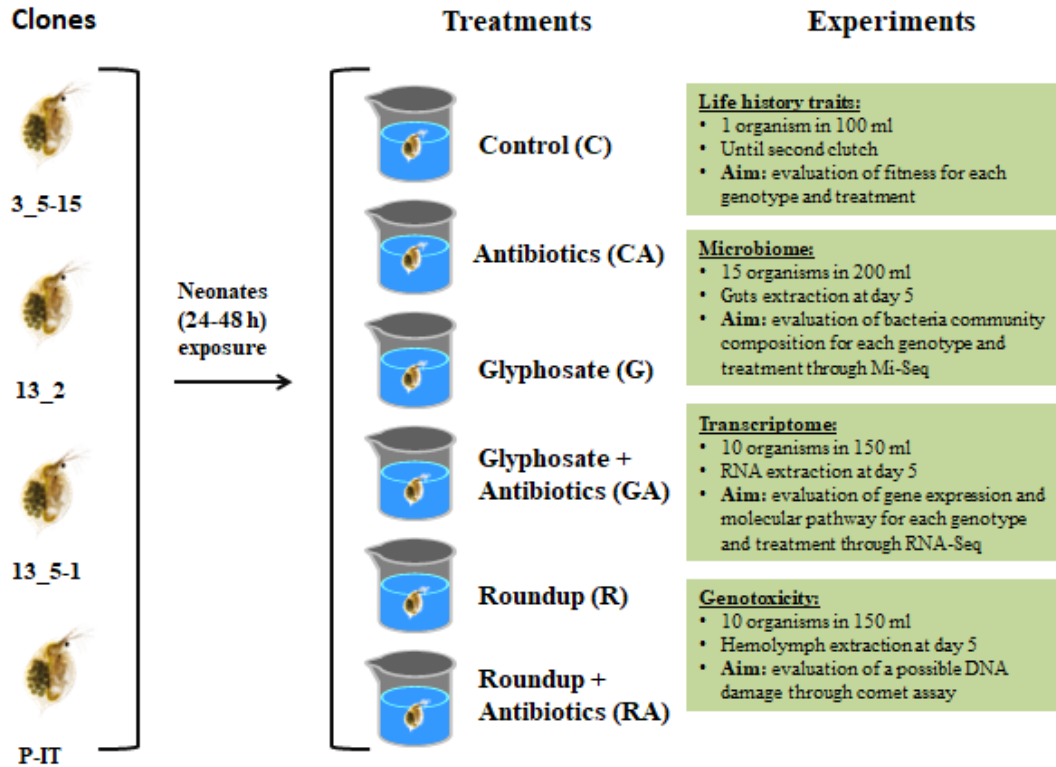 Clones
Treatments
Experiments
3_5-15
13_2
13_5-1
P-IT
Neonates
(24-48 h)
exposure
Control (C)
Antibiotics (CA)
Glyphosate (G)
Glyphosate +
Antibiotics (GA)
Roundup (R)
Roundup +
Antibiotics (RA)
Life history traits:
• 1 organism in 100 ml
• Until second clutch
• Aim: evaluation of fitness for each
genotype and treatment
Microbiome:
• 15 organisms in 200 ml
• Guts extraction at day 5
• Aim: evaluation of bacteria community
composition for each genotype and
treatment through Mi-Seq
Transcriptome:
• 10 organisms in 150 ml
• RNA extraction at day 5
• Aim: evaluation of gene expression and
molecular pathway for each genotype
and treatment through RNA-Seq
Genotoxicity:
• 10 organisms in 150 ml
• Hemolymph extraction at day 5
• Aim: evaluation of a possible DNA
damage through comet assay